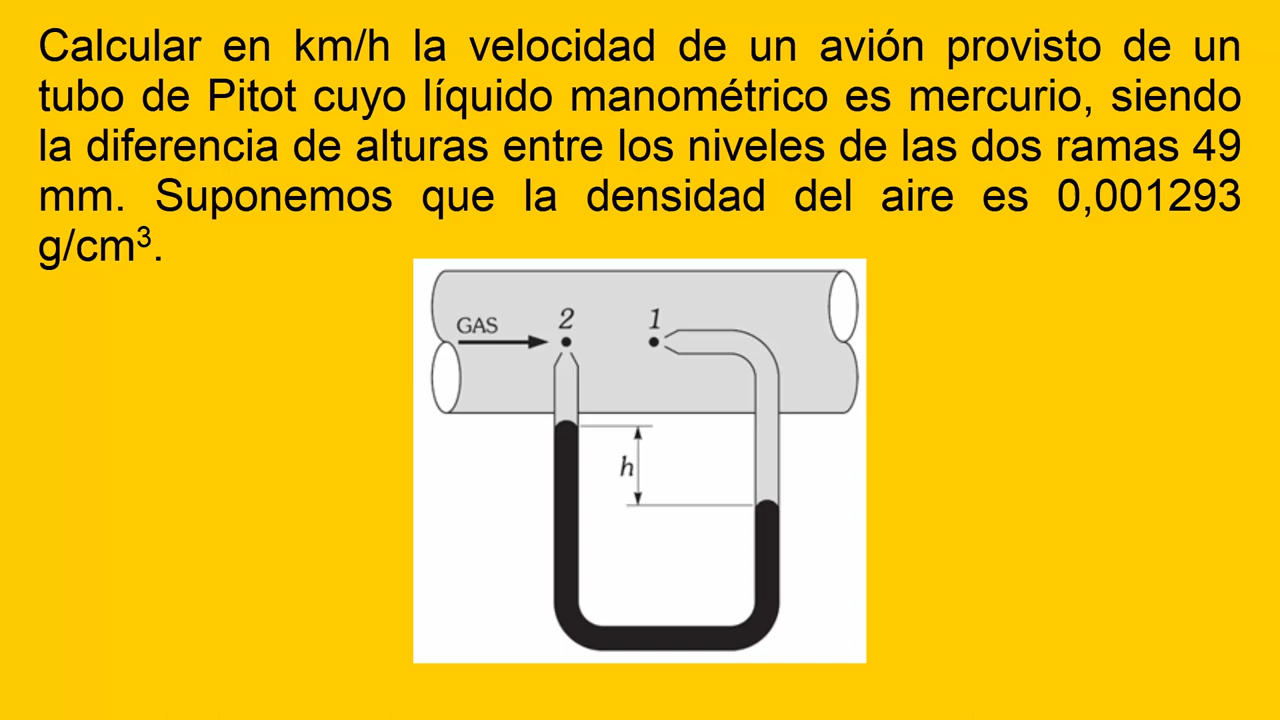 Calcular en km/h la velocidad de un avión provisto de un
tubo de Pitot cuyo líquido manométrico es mercurio, siendo
la diferencia de alturas entre los niveles de las dos ramas 49
mm. Suponemos que la densidad del aire es 0,001293
g/cm³.
GAS 2 1
h